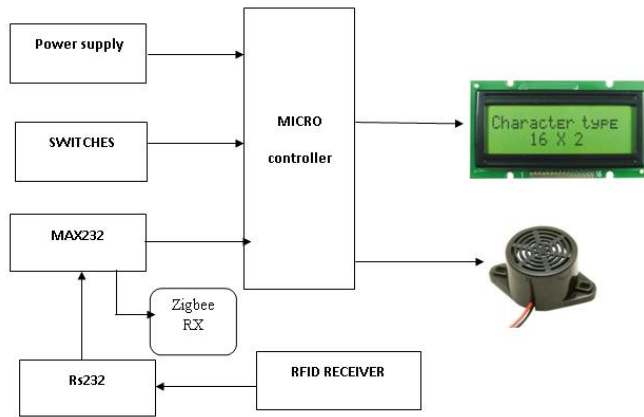 Power supply
SWITCHES
MICRO
controller
Character type
16 X 2
MAX232
Zigbee
RX
Rs232
RFID RECEIVER